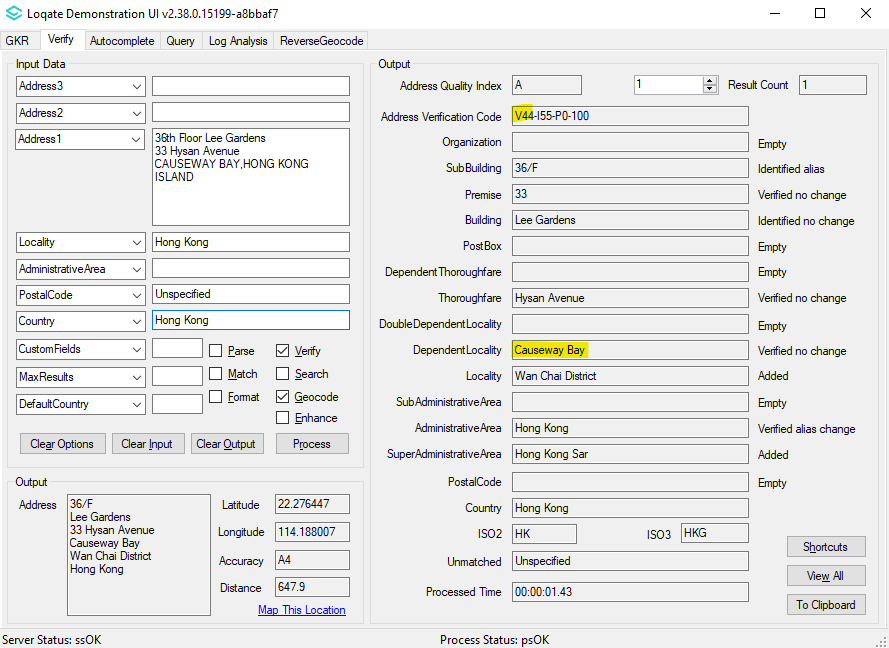 Loqate Demonstration UI v2.38.0.15199-a8bbaf7
GKR Verify Autocomplete Query Log Analysis ReverseGeocode
Input Data
Address3
Address2
Address1
36th Floor Lee Gardens
33 Hysan Avenue
CAUSEWAY BAY,HONG KONG
ISLAND
Locality Hong Kong
AdministrativeArea
PostalCode Unspecified
Country Hong Kong
CustomFields Parse Verify
MaxResults Match Search
DefaultCountry Format Geocode
Enhance
Clear Options Clear Input Clear Output Process
Output
Address
36/F
Lee Gardens
33 Hysan Avenue
Causeway Bay
Wan Chai District
Hong Kong
Latitude 22.276447
Longitude 114.188007
Accuracy A4
Distance 647.9
Map This Location
Output
Address Quality Index A 1 Result Count 1
Address Verification Code V44-I55-P0-100
Organization Empty
SubBuilding 36/F Identified alias
Premise 33 Verified no change
Building Lee Gardens Identified no change
PostBox Empty
DependentThoroughfare Empty
Thoroughfare Hysan Avenue Verified no change
DoubleDependentLocality Empty
DependentLocality Causeway Bay Verified no change
Locality Wan Chai District Added
SubAdministrativeArea Empty
AdministrativeArea Hong Kong Verified alias change
SuperAdministrativeArea Hong Kong Sar Added
PostalCode Empty
Country Hong Kong
ISO2 HK ISO3 HKG
Unmatched Unspecified
Processed Time 00:00:01.43
Shortcuts
View All
To Clipboard
Server Status: ssOK Process Status: psOK